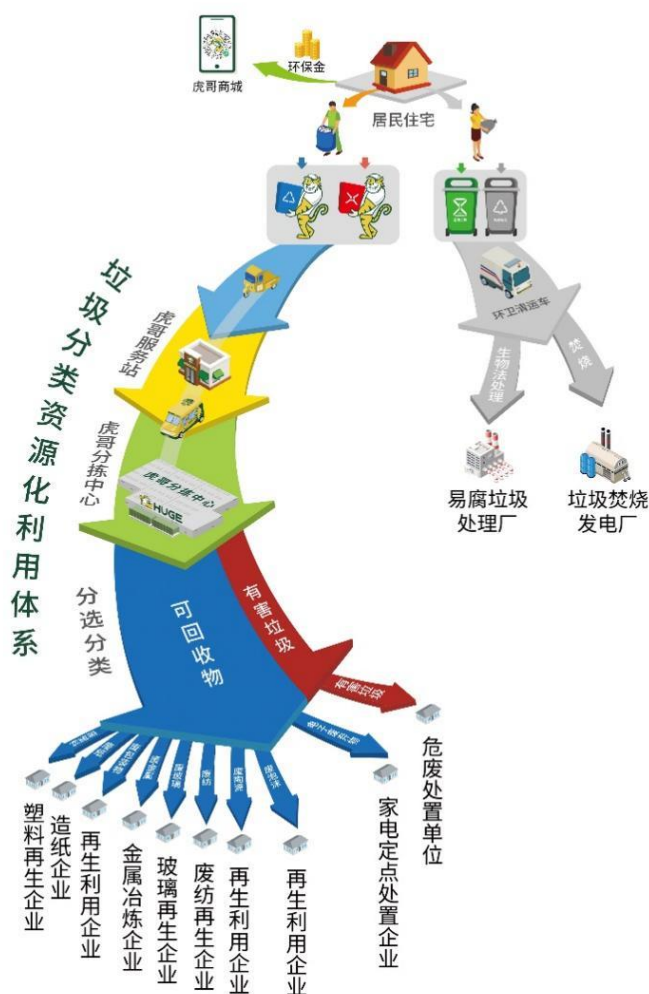 环保金
虎哥商城
居民住宅
垃圾分类资源化利用体系
虎哥服务站
环卫清运车
生物法处理
焚烧
虎哥分拣中心
虎哥分拣中心
HUGE
易腐垃圾
处理厂
垃圾焚烧
发电厂
分选分类
可回收物
有害垃圾
有害垃圾
废玻璃
废纺
废泡沫
塑料再生企业
造纸企业
再生利用企业
金属冶炼企业
玻璃再生企业
废纺再生企业
再生利用企业
再生利用企业
家电定点处置企业
危废处置单位